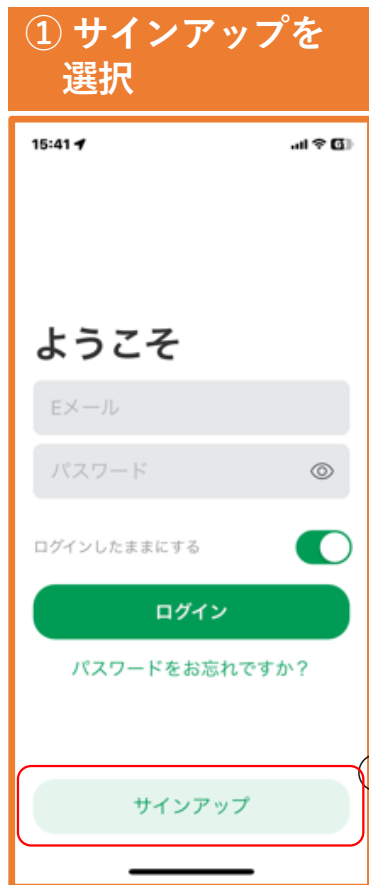 ① サインアップを
選択
15:41
ようこそ
Eメール
パスワード
ログインしたままにする
ログイン
パスワードをお忘れですか？
サインアップ